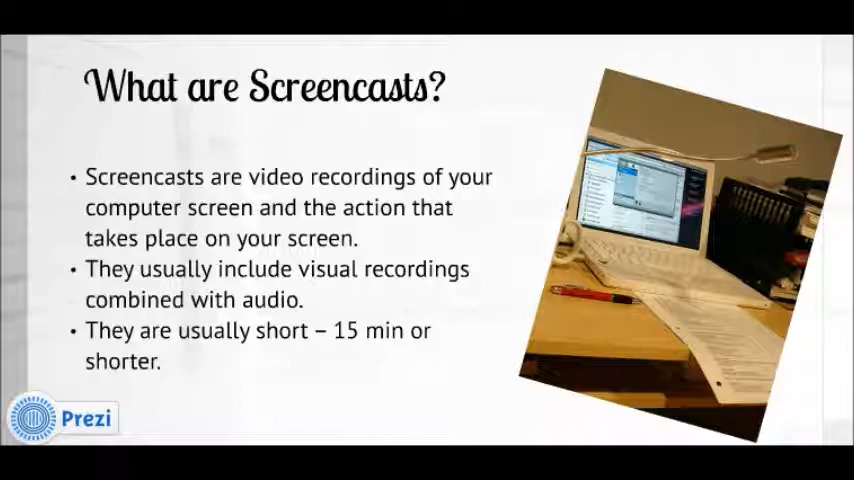 What are Screencasts?
• Screencasts are video recordings of your
computer screen and the action that
takes place on your screen.
• They usually include visual recordings
combined with audio.
• They are usually short – 15 min or
shorter.
Prezi